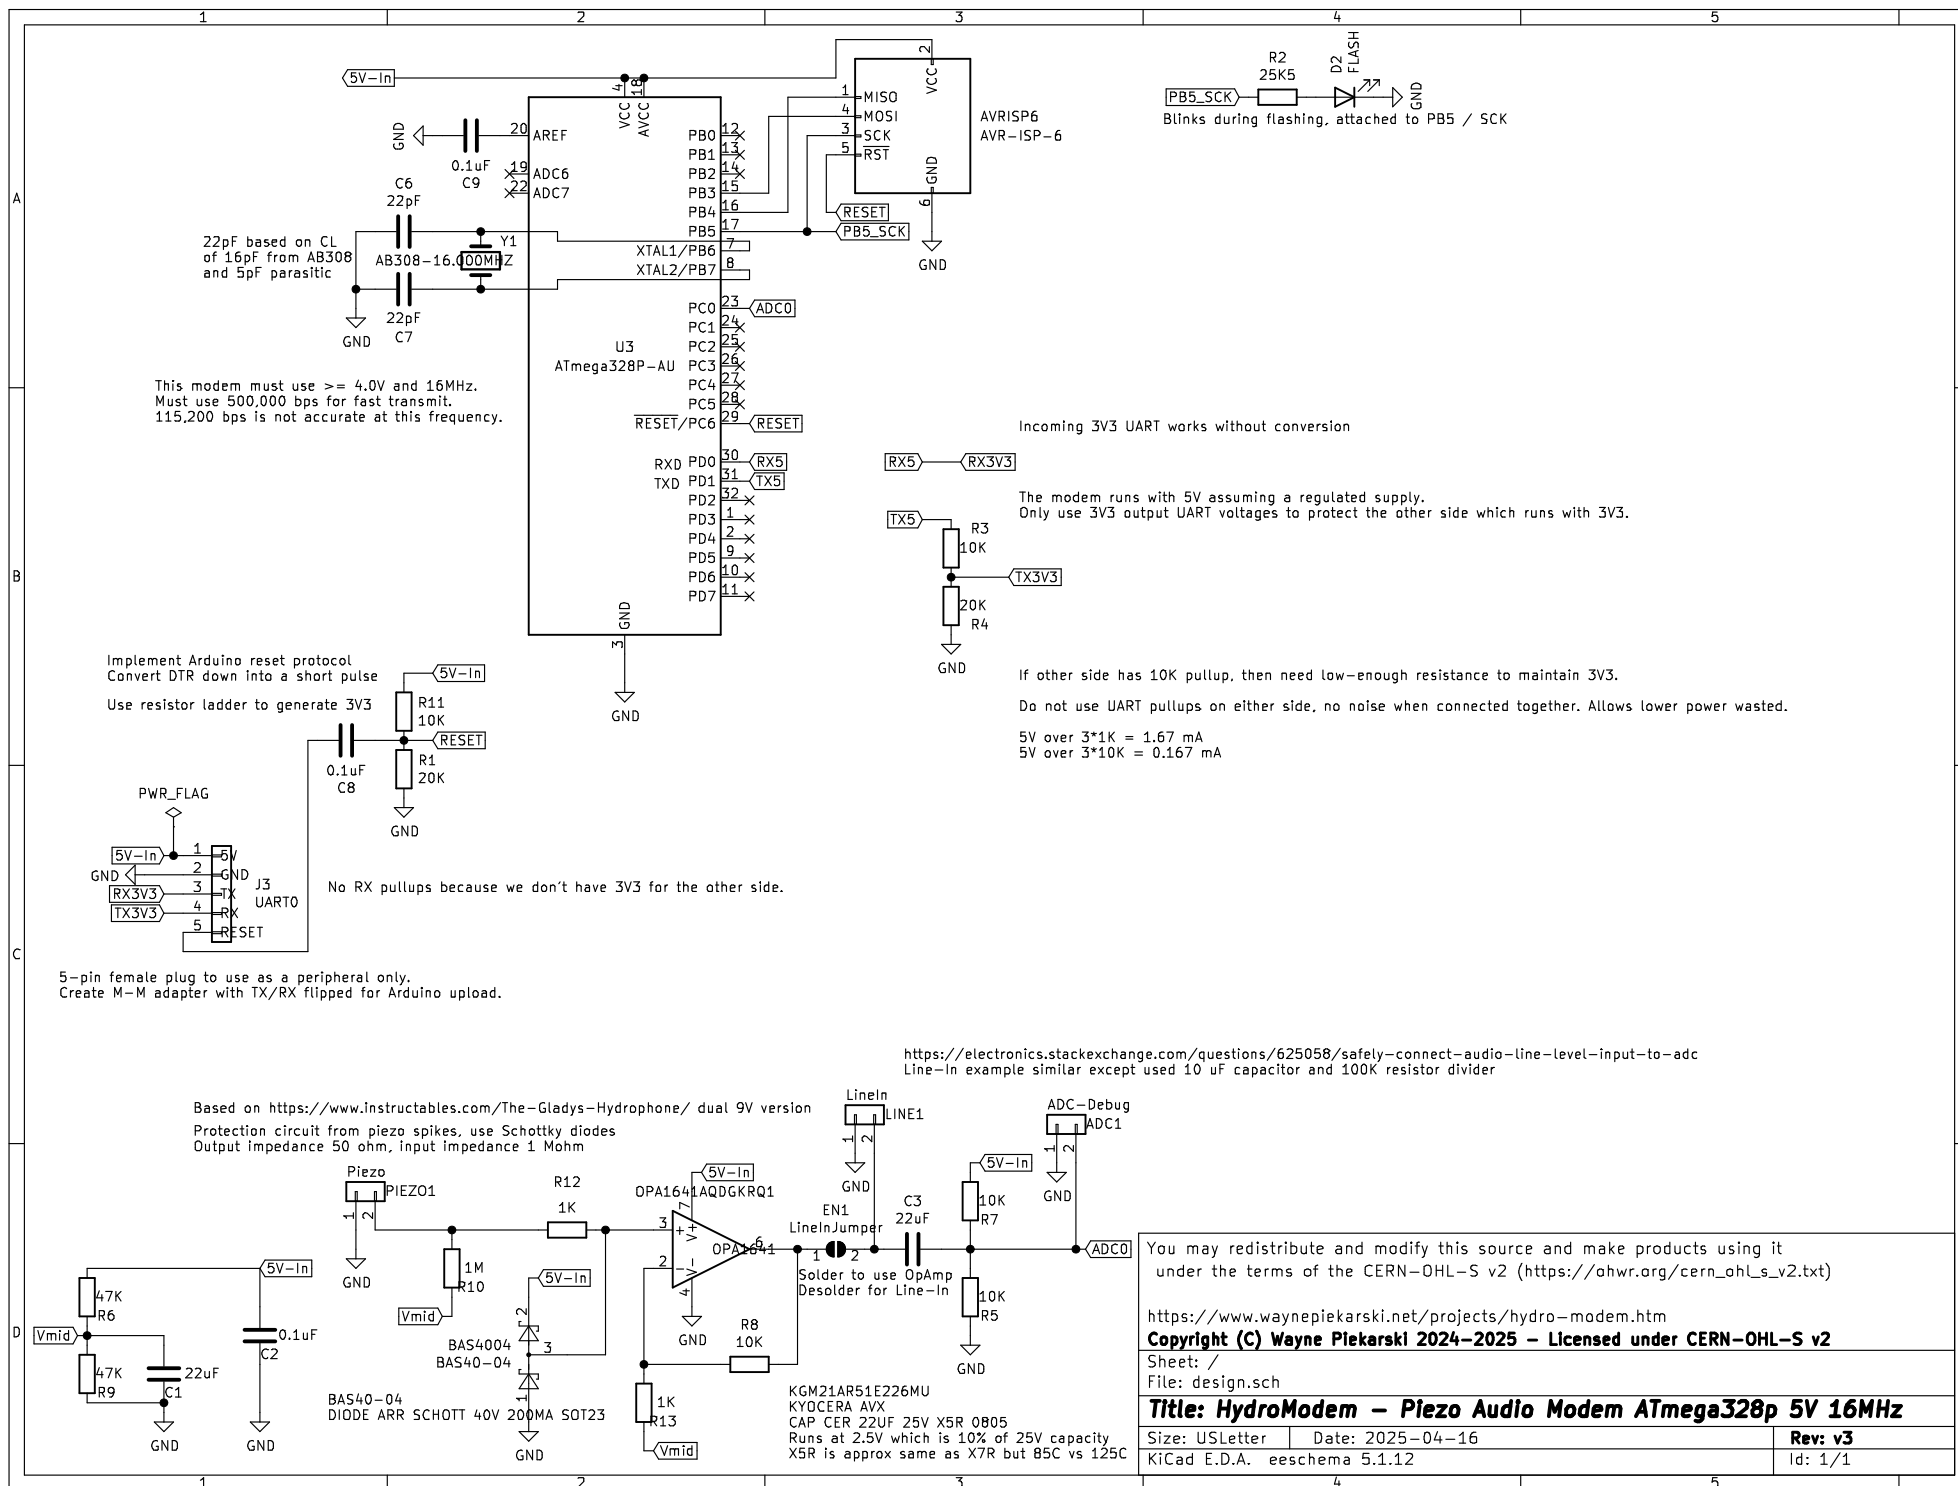 1 2 3 4 5
A
B
C
D
5V-In
GND
0.1uF
C9
20 AREF
19 ADC6
22 ADC7
4 VCC
18 AVCC
PB0 12
PB1 13
PB2 14
PB3 15
PB4 16
PB5 17
XTAL1/PB6 7
XTAL2/PB7 8
PC0 23 ADC0
PC1 24
PC2 25
PC3 26
PC4 27
PC5 28
RESET/PC6 29 RESET
RXD PD0 30 RX5
TXD PD1 31 TX5
PD2 32
PD3 1
PD4 2
PD5 9
PD6 10
PD7 11
U3
ATmega328P-AU
GND
3
GND
C6
22pF
22pF based on CL
of 16pF from AB308
and 5pF parasitic
Y1
AB308-16.000MHZ
22pF
C7
GND
This modem must use >= 4.0V and 16MHz.
Must use 500,000 bps for fast transmit.
115,200 bps is not accurate at this frequency.
2 VCC
1 MISO
4 MOSI
3 SCK
5 RST
6 GND
AVRISP6
AVR-ISP-6
RESET
PB5_SCK
GND
R2
25K5
D2
FLASH
PB5_SCK
GND
Blinks during flashing, attached to PB5 / SCK
Incoming 3V3 UART works without conversion
RX5 RX3V3
The modem runs with 5V assuming a regulated supply.
Only use 3V3 output UART voltages to protect the other side which runs with 3V3.
TX5
R3
10K
TX3V3
20K
R4
GND
If other side has 10K pullup, then need low-enough resistance to maintain 3V3.
Do not use UART pullups on either side, no noise when connected together. Allows lower power wasted.
5V over 3*1K = 1.67 mA
5V over 3*10K = 0.167 mA
Implement Arduino reset protocol
Convert DTR down into a short pulse
Use resistor ladder to generate 3V3
5V-In
R11
10K
RESET
R1
20K
0.1uF
C8
GND
PWR_FLAG
5V-In 1 5V
GND 2 GND
RX3V3 3 TX
TX3V3 4 RX
5 RESET
J3
UART0
No RX pullups because we don't have 3V3 for the other side.
5-pin female plug to use as a peripheral only.
Create M-M adapter with TX/RX flipped for Arduino upload.
https://electronics.stackexchange.com/questions/625058/safely-connect-audio-line-level-input-to-adc
Line-In example similar except used 10 uF capacitor and 100K resistor divider
Based on https://www.instructables.com/The-Gladys-Hydrophone/ dual 9V version
Protection circuit from piezo spikes, use Schottky diodes
Output impedance 50 ohm, input impedance 1 Mohm
Piezo
PIEZO1
1 2
GND
1M
R10
Vmid
R12
1K
5V-In
2
BAS4004
BAS40-04
3
1
GND
BAS40-04
DIODE ARR SCHOTT 40V 200MA SOT23
5V-In
OPA1641AQDGKRQ1
7 V+
3 +
2 -
4 V-
OPA1641
6
GND
R8
10K
1K
R13
Vmid
EN1
LineInJumper
1 2
Solder to use OpAmp
Desolder for Line-In
LineIn
LINE1
1 2
GND
C3
22uF
5V-In
10K
R7
10K
R5
GND
ADC-Debug
ADC1
1 2
GND
ADC0
KGM21AR51E226MU
KYOCERA AVX
CAP CER 22UF 25V X5R 0805
Runs at 2.5V which is 10% of 25V capacity
X5R is approx same as X7R but 85C vs 125C
5V-In
47K
R6
Vmid
47K
R9
22uF
C1
0.1uF
C2
GND
GND
You may redistribute and modify this source and make products using it
under the terms of the CERN-OHL-S v2 (https://ohwr.org/cern_ohl_s_v2.txt)
https://www.waynepiekarski.net/projects/hydro-modem.htm
Copyright (C) Wayne Piekarski 2024-2025 - Licensed under CERN-OHL-S v2
Sheet: /
File: design.sch
Title: HydroModem - Piezo Audio Modem ATmega328p 5V 16MHz
Size: USLetter Date: 2025-04-16 Rev: v3
KiCad E.D.A. eeschema 5.1.12 Id: 1/1
1 2 3 4 5